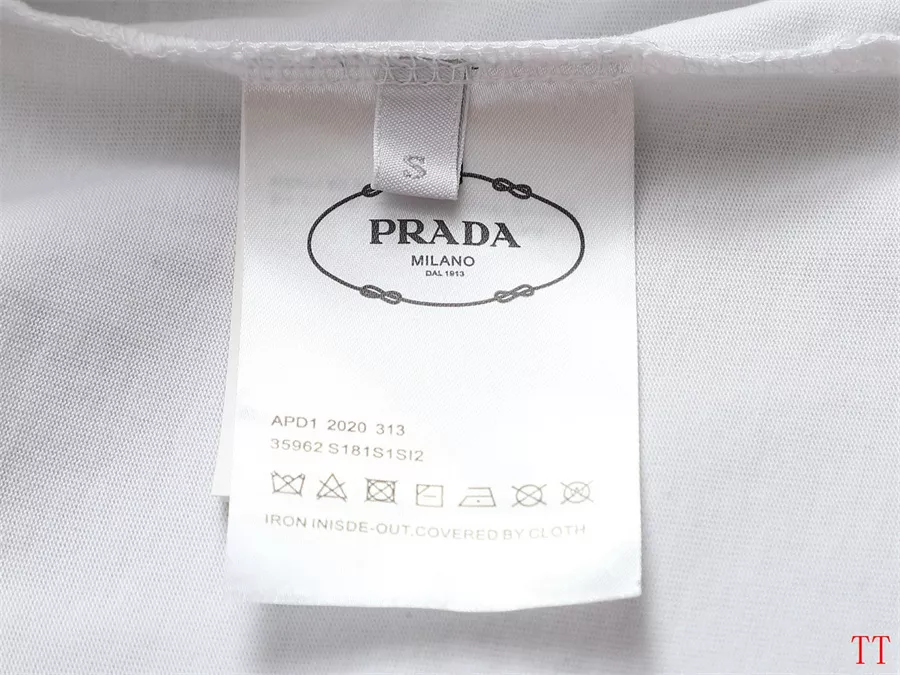 S
PRADA
MILANO
DAL 1913
APD1 2020 313
35962 S181S1SI2
IRON INISDE-OUT.COVERED BY CLOTH
TT